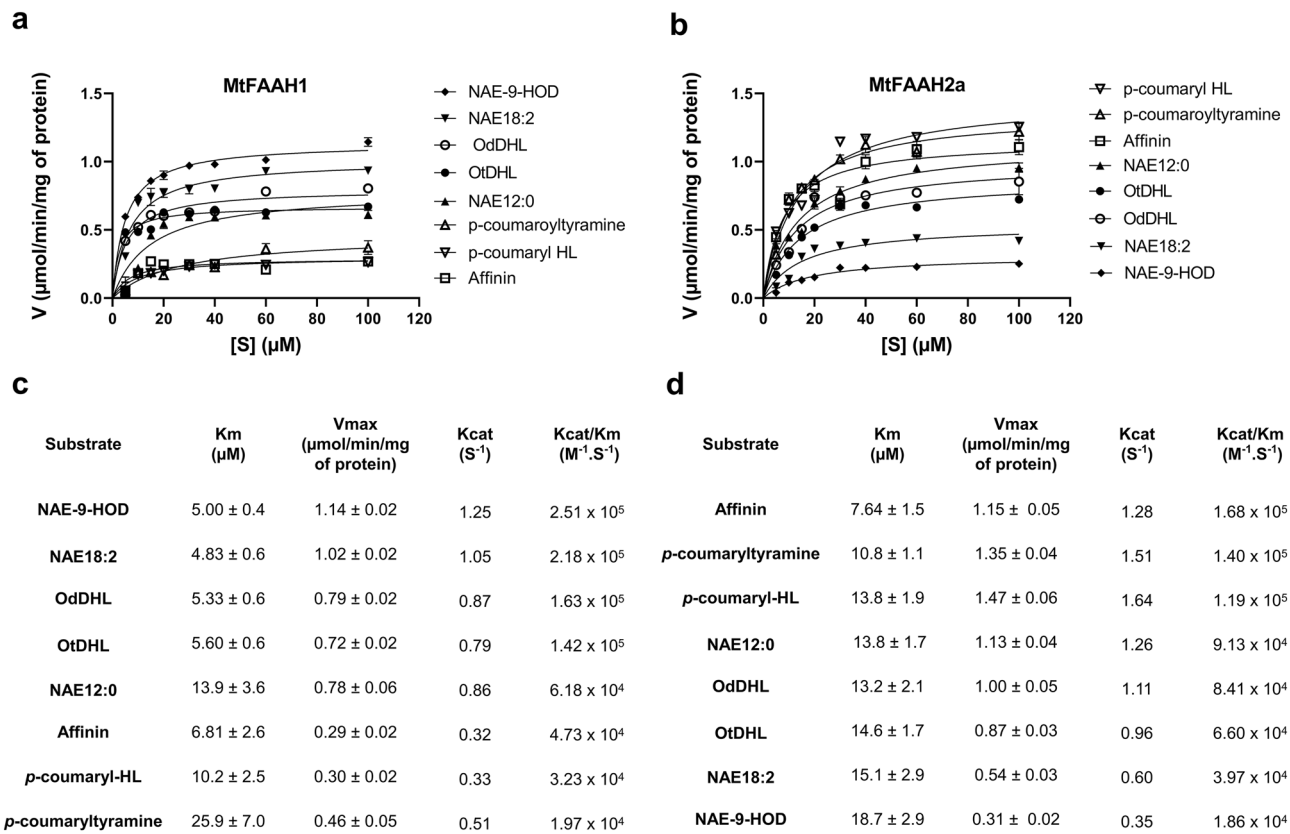 a
MtFAAH1
V (μmol/min/mg of protein)
1.5
1.0
0.5
0.0
0 20 40 60 80 100 120
[S] (μM)
NAE-9-HOD
NAE18:2
OdDHL
OtDHL
NAE12:0
p-coumaroyltyramine
p-coumaryl HL
Affinin
b
MtFAAH2a
V (μmol/min/mg of protein)
1.5
1.0
0.5
0.0
0 20 40 60 80 100 120
[S] (μM)
p-coumaryl HL
p-coumaroyltyramine
Affinin
NAE12:0
OtDHL
OdDHL
NAE18:2
NAE-9-HOD
c
Substrate Km (μM) Vmax (μmol/min/mg of protein) Kcat (S⁻¹) Kcat/Km (M⁻¹.S⁻¹)
NAE-9-HOD 5.00 ± 0.4 1.14 ± 0.02 1.25 2.51 x 10⁵
NAE18:2 4.83 ± 0.6 1.02 ± 0.02 1.05 2.18 x 10⁵
OdDHL 5.33 ± 0.6 0.79 ± 0.02 0.87 1.63 x 10⁵
OtDHL 5.60 ± 0.6 0.72 ± 0.02 0.79 1.42 x 10⁵
NAE12:0 13.9 ± 3.6 0.78 ± 0.06 0.86 6.18 x 10⁴
Affinin 6.81 ± 2.6 0.29 ± 0.02 0.32 4.73 x 10⁴
p-coumaryl-HL 10.2 ± 2.5 0.30 ± 0.02 0.33 3.23 x 10⁴
p-coumaryltyramine 25.9 ± 7.0 0.46 ± 0.05 0.51 1.97 x 10⁴
d
Substrate Km (μM) Vmax (μmol/min/mg of protein) Kcat (S⁻¹) Kcat/Km (M⁻¹.S⁻¹)
Affinin 7.64 ± 1.5 1.15 ± 0.05 1.28 1.68 x 10⁵
p-coumaryltyramine 10.8 ± 1.1 1.35 ± 0.04 1.51 1.40 x 10⁵
p-coumaryl-HL 13.8 ± 1.9 1.47 ± 0.06 1.64 1.19 x 10⁵
NAE12:0 13.8 ± 1.7 1.13 ± 0.04 1.26 9.13 x 10⁴
OdDHL 13.2 ± 2.1 1.00 ± 0.05 1.11 8.41 x 10⁴
OtDHL 14.6 ± 1.7 0.87 ± 0.03 0.96 6.60 x 10⁴
NAE18:2 15.1 ± 2.9 0.54 ± 0.03 0.60 3.97 x 10⁴
NAE-9-HOD 18.7 ± 2.9 0.31 ± 0.02 0.35 1.86 x 10⁴